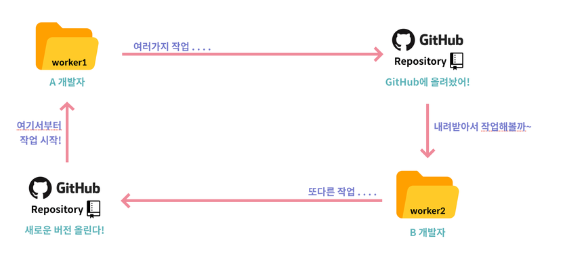 worker1
A 개발자
여러가지 작업 . . . .
GitHub
Repository
GitHub에 올려놨어!
내려받아서 작업해볼까~
worker2
B 개발자
또다른 작업 . . . .
GitHub
Repository
새로운 버전 올린다!
여기서부터
작업 시작!